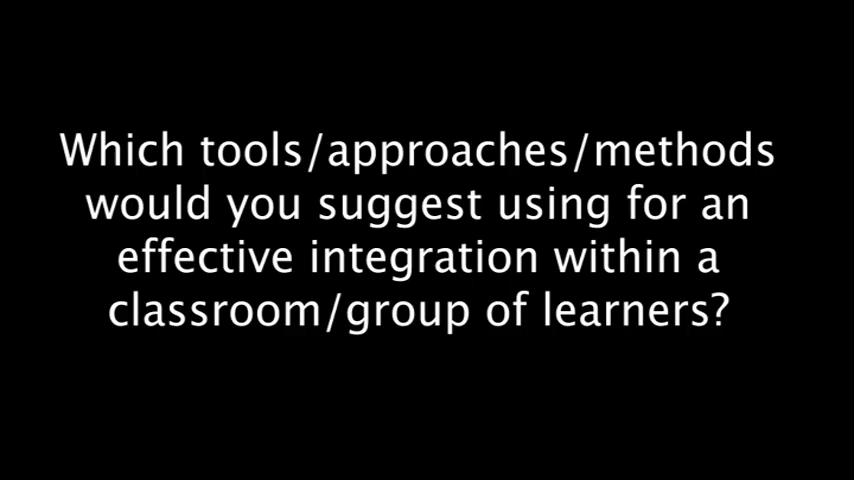 Which tools/approaches/methods
would you suggest using for an
effective integration within a
classroom/group of learners?